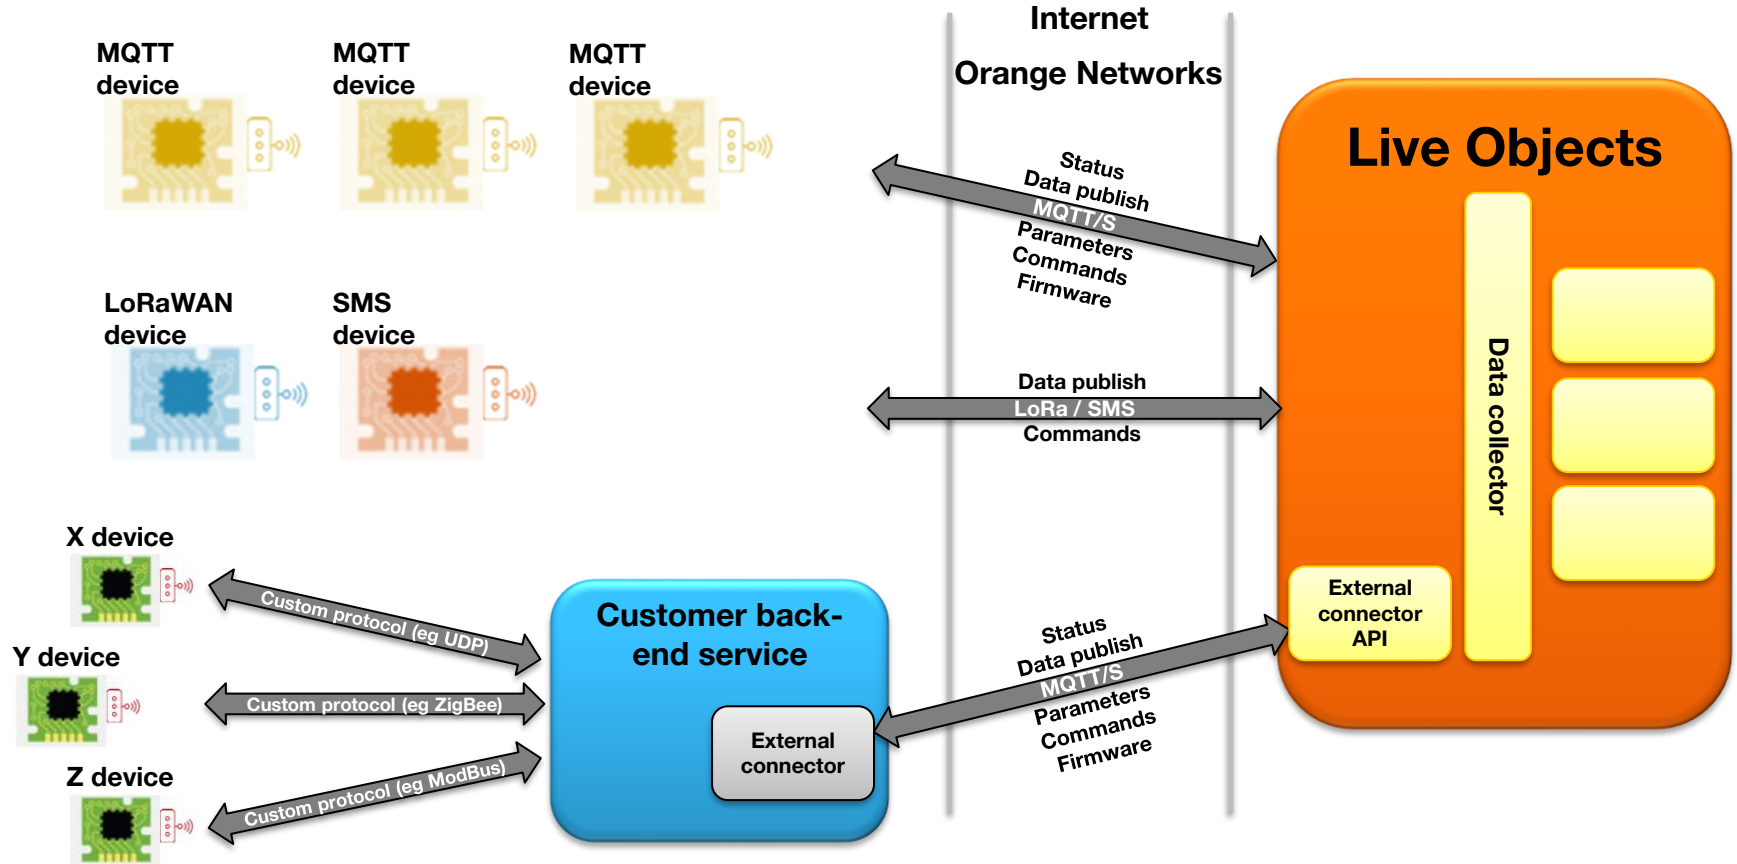 Internet
Orange Networks
MQTT
device
MQTT
device
MQTT
device
Live Objects
Status
Data publish
MQTT/S
Parameters
Commands
Firmware
LoRaWAN
device
SMS
device
Data publish
LoRa / SMS
Commands
Data collector
X device
Custom protocol (eg UDP)
Y device
Custom protocol (eg ZigBee)
Z device
Custom protocol (eg ModBus)
Customer back-
end service
External
connector
Status
Data publish
MQTT/S
Parameters
Commands
Firmware
External
connector
API